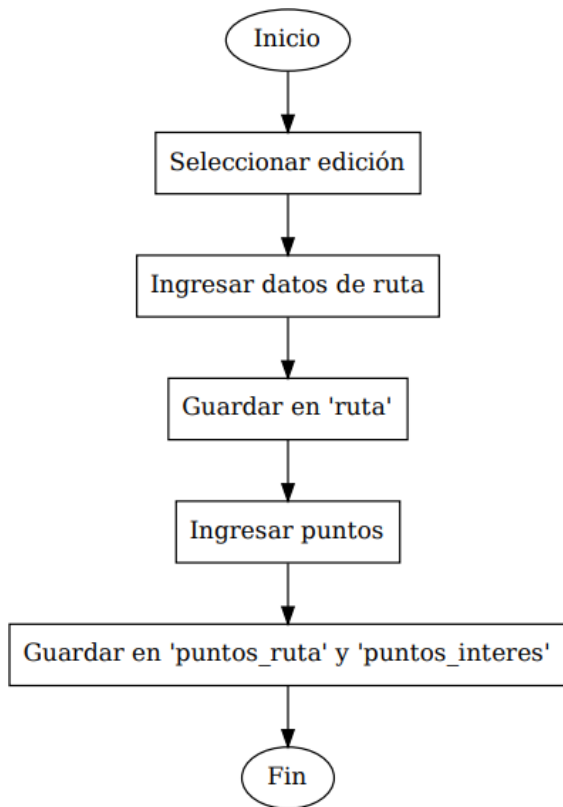 Inicio
Seleccionar edición
Ingresar datos de ruta
Guardar en 'ruta'
Ingresar puntos
Guardar en 'puntos_ruta' y 'puntos_interes'
Fin